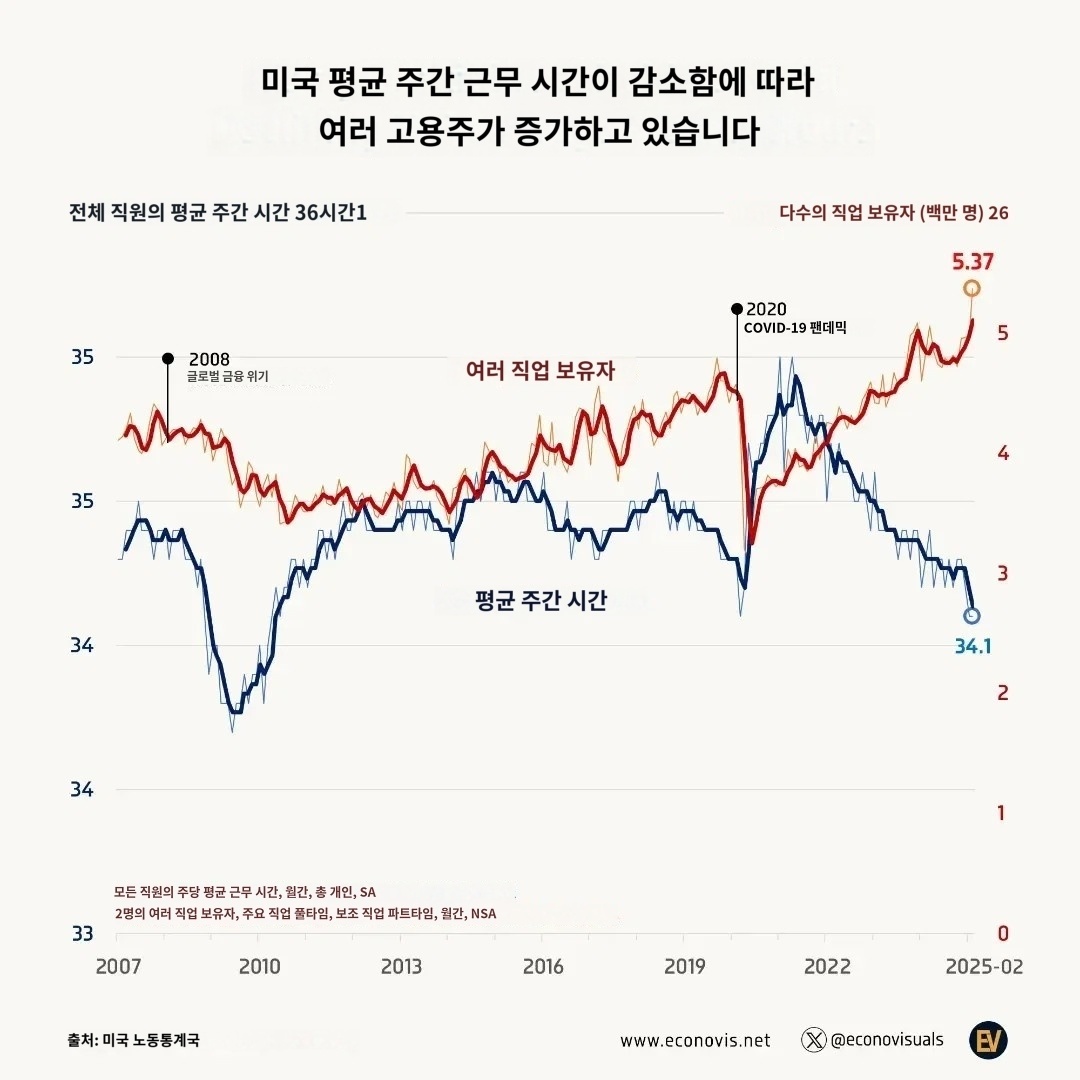 미국 평균 주간 근무 시간이 감소함에 따라
여러 고용주가 증가하고 있습니다
전체 직원의 평균 주간 시간 36시간1
다수의 직업 보유자 (백만 명) 26
5.37
2020
COVID-19 팬데믹
5
35
2008
글로벌 금융 위기
여러 직업 보유자
4
35
3
평균 주간 시간
34
34.1
2
34
1
모든 직원의 주당 평균 근무 시간, 월간, 총 개인, SA
2명의 여러 직업 보유자, 주요 직업 풀타임, 보조 직업 파트타임, 월간, NSA
33
0
2007 2010 2013 2016 2019 2022 2025-02
출처: 미국 노동통계국
www.econovis.net
@econovisuals
EV